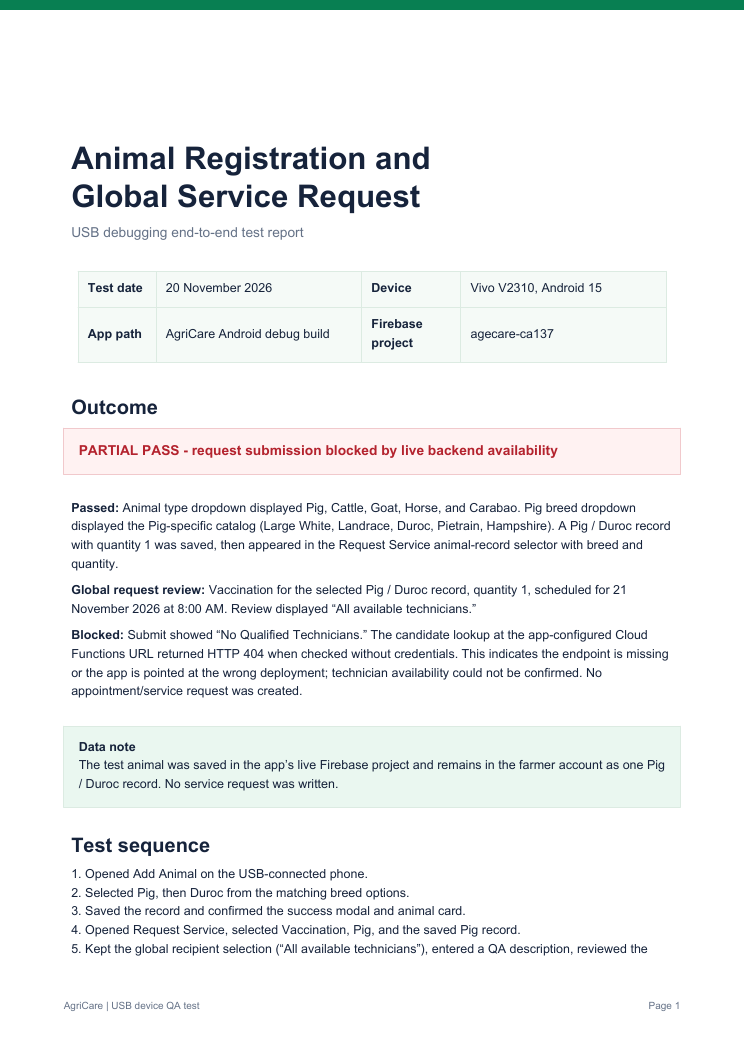 Animal Registration and
Global Service Request
USB debugging end-to-end test report
Test date 20 November 2026 Device Vivo V2310, Android 15
App path AgriCare Android debug build Firebase project agecare-ca137
Outcome
PARTIAL PASS - request submission blocked by live backend availability
Passed: Animal type dropdown displayed Pig, Cattle, Goat, Horse, and Carabao. Pig breed dropdown
displayed the Pig-specific catalog (Large White, Landrace, Duroc, Pietrain, Hampshire). A Pig / Duroc record
with quantity 1 was saved, then appeared in the Request Service animal-record selector with breed and
quantity.
Global request review: Vaccination for the selected Pig / Duroc record, quantity 1, scheduled for 21
November 2026 at 8:00 AM. Review displayed “All available technicians.”
Blocked: Submit showed “No Qualified Technicians.” The candidate lookup at the app-configured Cloud
Functions URL returned HTTP 404 when checked without credentials. This indicates the endpoint is missing
or the app is pointed at the wrong deployment; technician availability could not be confirmed. No
appointment/service request was created.
Data note
The test animal was saved in the app’s live Firebase project and remains in the farmer account as one Pig
/ Duroc record. No service request was written.
Test sequence
1. Opened Add Animal on the USB-connected phone.
2. Selected Pig, then Duroc from the matching breed options.
3. Saved the record and confirmed the success modal and animal card.
4. Opened Request Service, selected Vaccination, Pig, and the saved Pig record.
5. Kept the global recipient selection (“All available technicians”), entered a QA description, reviewed the
AgriCare | USB device QA test Page 1